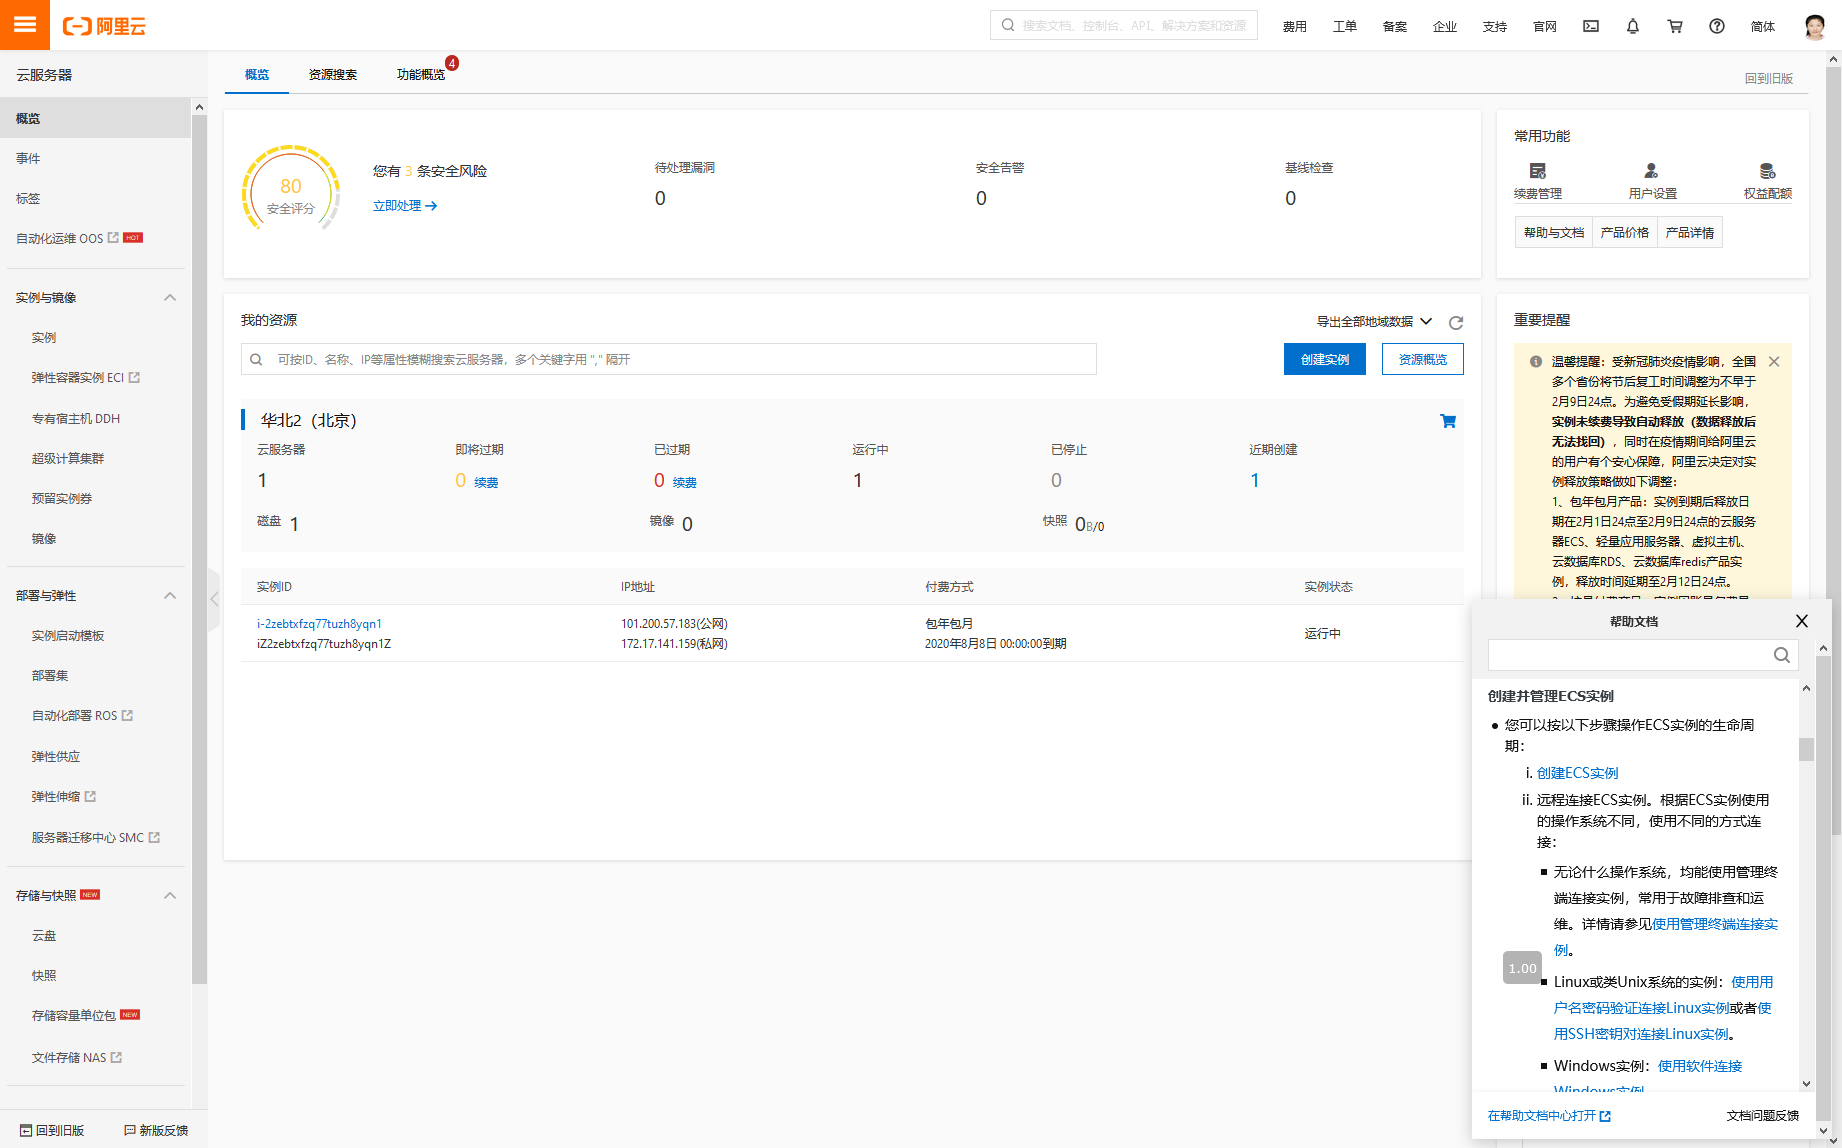 阿里云
搜索文档、控制台、API、解决方案和资源
费用
工单
备案
企业
支持
官网
简体
云服务器
概览
事件
标签
自动化运维 OOS HOT
实例与镜像
实例
弹性容器实例 ECI
专有宿主机 DDH
超级计算集群
预留实例券
镜像
部署与弹性
实例启动模板
部署集
自动化部署 ROS
弹性供应
弹性伸缩
服务器迁移中心 SMC
存储与快照 NEW
云盘
快照
存储容量单位包 NEW
文件存储 NAS
回到旧版
新版反馈
概览
资源搜索
功能概览 4
回到旧版
80
安全评分
您有 3 条安全风险
立即处理
待处理漏洞
0
安全告警
0
基线检查
0
常用功能
续费管理
用户设置
权益配额
帮助与文档
产品价格
产品详情
我的资源
导出全部地域数据
可按ID、名称、IP等属性模糊搜索云服务器，多个关键字用 "," 隔开
创建实例
资源概览
华北2（北京）
云服务器
1
即将过期
0 续费
已过期
0 续费
运行中
1
已停止
0
近期创建
1
磁盘 1
镜像 0
快照 0B/0
实例ID
IP地址
付费方式
实例状态
i-2zebtxfzq77tuzh8yqn1
iZ2zebtxfzq77tuzh8yqn1Z
101.200.57.183(公网)
172.17.141.159(私网)
包年包月
2020年8月8日 00:00:00到期
运行中
重要提醒
温馨提醒：受新冠肺炎疫情影响，全国
多个省份将节后复工时间调整为不早于
2月9日24点。为避免受假期延长影响，
实例未续费导致自动释放（数据释放后
无法找回），同时在疫情期间给阿里云
的用户有个安心保障，阿里云决定对实
例释放策略做如下调整：
1、包年包月产品：实例到期后释放日
期在2月1日24点至2月9日24点的云服务
器ECS、轻量应用服务器、虚拟主机、
云数据库RDS、云数据库redis产品实
例，释放时间延期至2月12日24点。
帮助文档
创建并管理ECS实例
● 您可以按以下步骤操作ECS实例的生命周
期：
i. 创建ECS实例
ii. 远程连接ECS实例。根据ECS实例使用
的操作系统不同，使用不同的方式连
接：
■ 无论什么操作系统，均能使用管理终
端连接实例，常用于故障排查和运
维。详情请参见使用管理终端连接实
例。
1.00
■ Linux或类Unix系统的实例：使用用
户名密码验证连接Linux实例或者使
用SSH密钥对连接Linux实例。
■ Windows实例：使用软件连接
Windows实例
在帮助文档中心打开
文档问题反馈